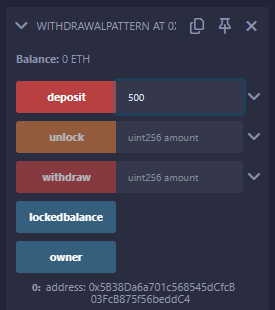 WITHDRAWALPATTERN AT 0X
Balance: 0 ETH
deposit 500
unlock uint256 amount
withdraw uint256 amount
lockedbalance
owner
0: address: 0x5B38Da6a701c568545dCfcB
03FcB875f56beddC4